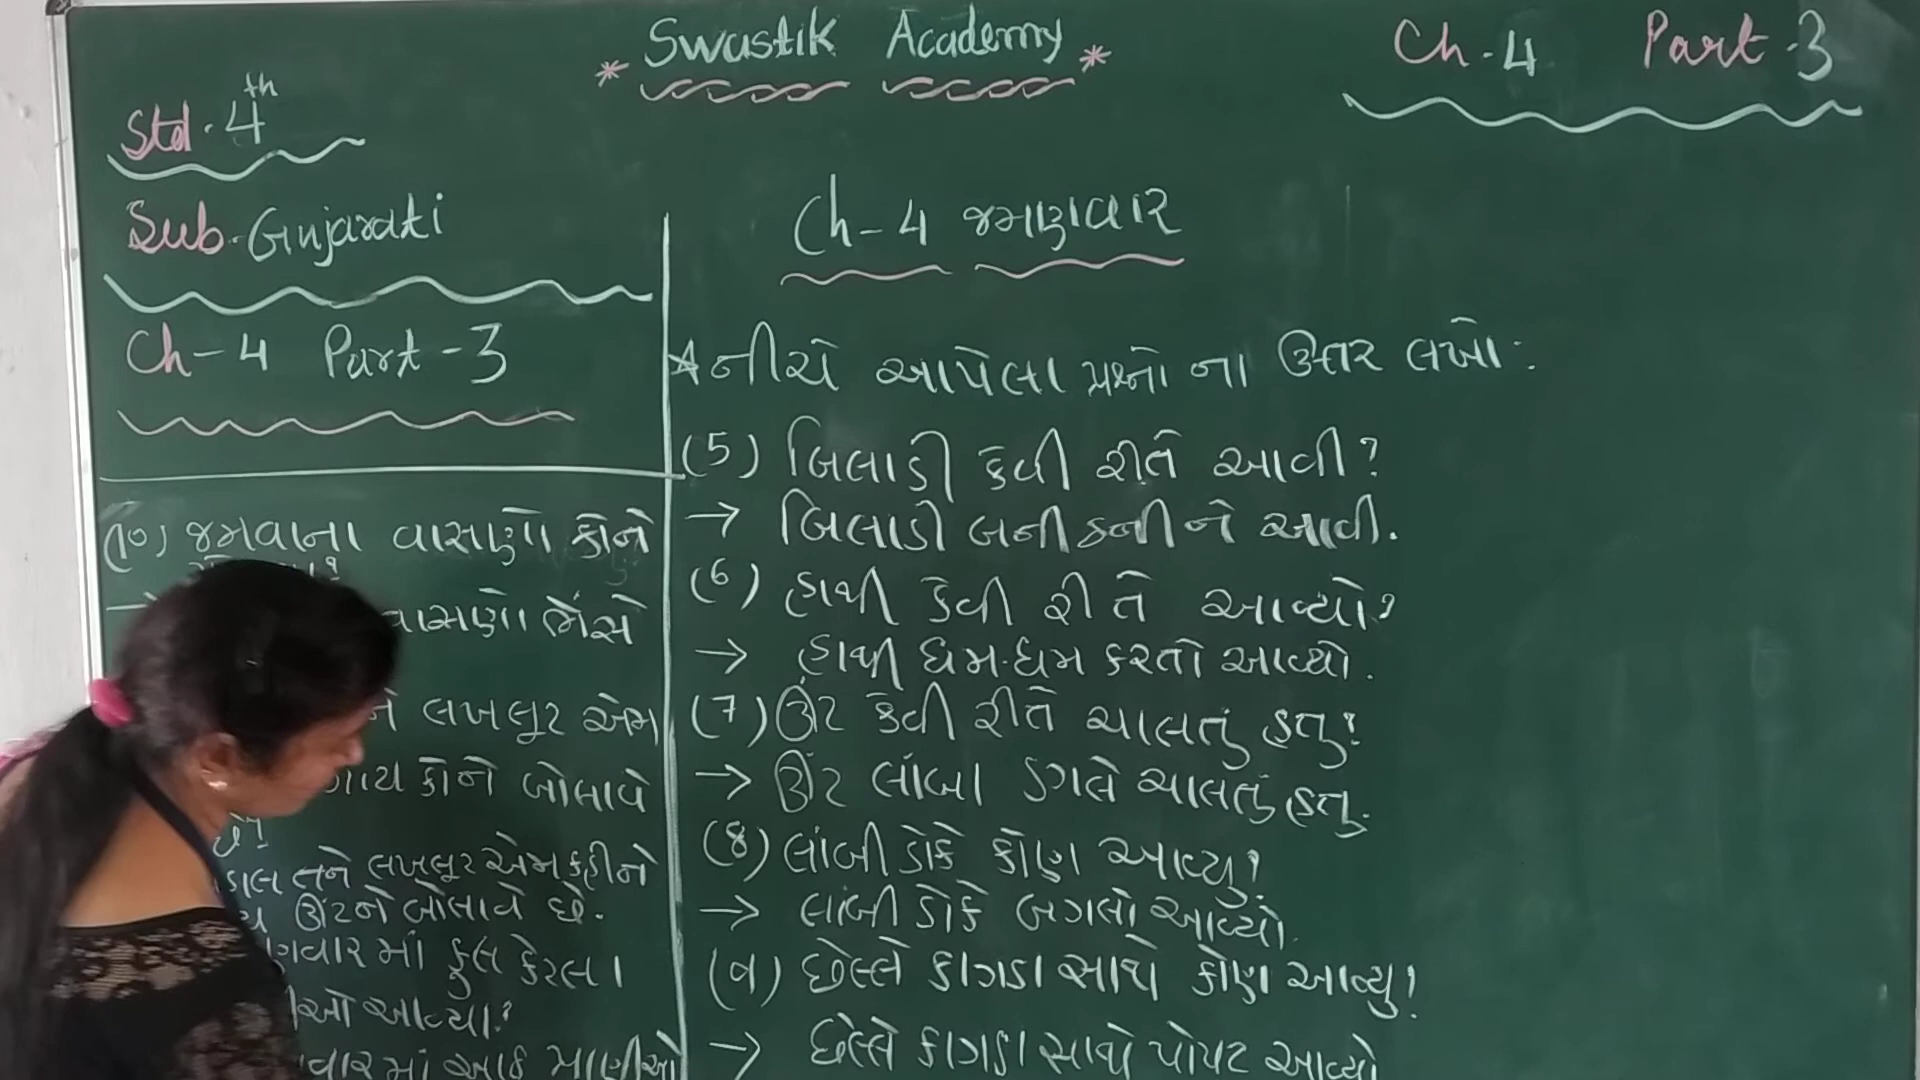 * Swastik Academy *
Ch-4 Part-3
Std-4th
Sub-Gujarati
Ch-4 Part-3
Ch-4 જમણવાર
*નીચે આપેલા પ્રશ્નો ના ઉત્તર લખો:
(5) બિલાડી કેવી રીતે આવી?
→ બિલાડી બનીઠનીને આવી.
(6) હાથી કેવી રીતે આવ્યો?
→ હાથી ધમ-ધમ કરતો આવ્યો.
(7) ઊંટ કેવી રીતે ચાલતું હતુ?
→ ઊંટ લાંબા ડગલે ચાલતું હતુ.
(8) લાંબી ડોકે કોણ આવ્યુ?
→ લાંબી ડોકે બગલો આવ્યો.
(9) છેલ્લે કાગડા સાથે કોણ આવ્યુ?
→ છેલ્લે કાગડા સાથે પોપટ આવ્યો
(10) જમવાના વાસણો કોને
વાસણો ભેંસે
લખલૂટ એમ
ગાય કોને બોલાવે
છે?
તને લખલૂટ એમ કહીને
ઊંટને બોલાવે છે.
માં કુલ કેટલા
આવ્યા?
માં આઠ પ્રાણીઓ